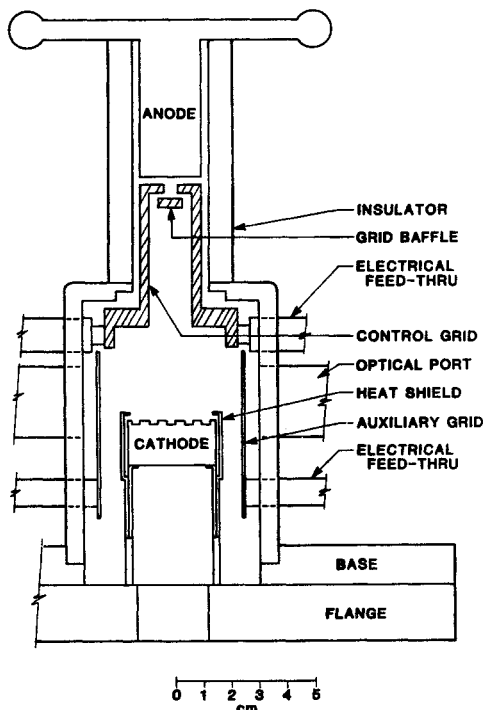 ANODE
INSULATOR
GRID BAFFLE
ELECTRICAL
FEED-THRU
CONTROL GRID
OPTICAL PORT
HEAT SHIELD
AUXILIARY GRID
CATHODE
ELECTRICAL
FEED-THRU
BASE
FLANGE
0 1 2 3 4 5
cm